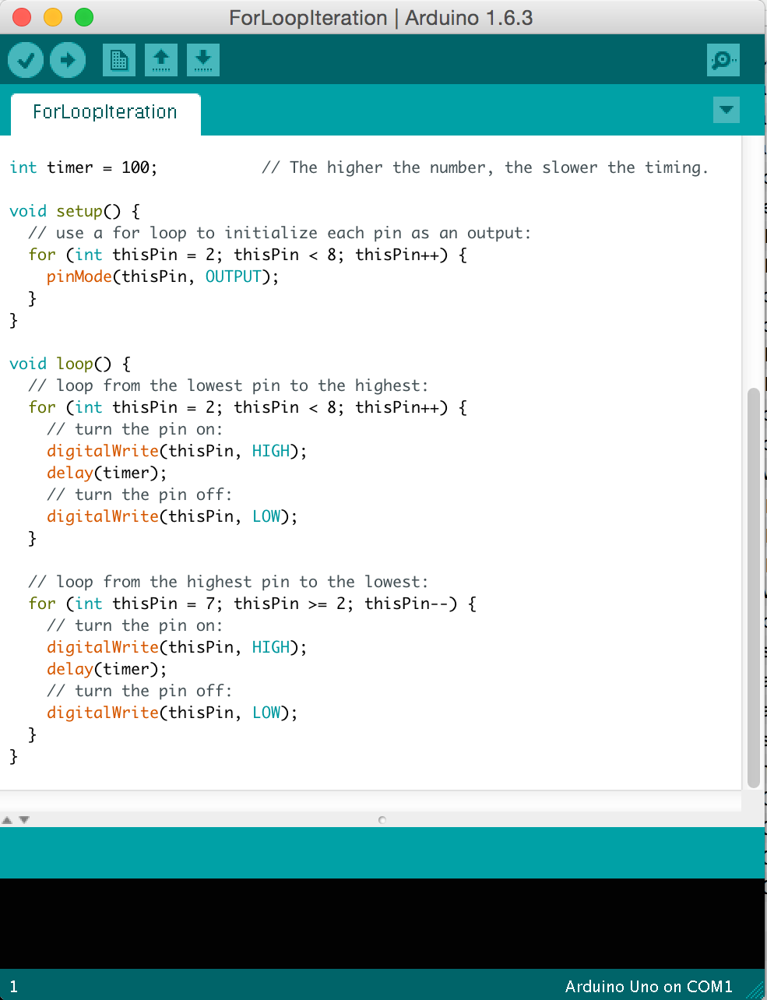 ForLoopIteration | Arduino 1.6.3
ForLoopIteration
int timer = 100;           // The higher the number, the slower the timing.
void setup() {
  // use a for loop to initialize each pin as an output:
  for (int thisPin = 2; thisPin < 8; thisPin++) {
    pinMode(thisPin, OUTPUT);
  }
}
void loop() {
  // loop from the lowest pin to the highest:
  for (int thisPin = 2; thisPin < 8; thisPin++) {
    // turn the pin on:
    digitalWrite(thisPin, HIGH);
    delay(timer);
    // turn the pin off:
    digitalWrite(thisPin, LOW);
  }
  // loop from the highest pin to the lowest:
  for (int thisPin = 7; thisPin >= 2; thisPin--) {
    // turn the pin on:
    digitalWrite(thisPin, HIGH);
    delay(timer);
    // turn the pin off:
    digitalWrite(thisPin, LOW);
  }
}
1
Arduino Uno on COM1